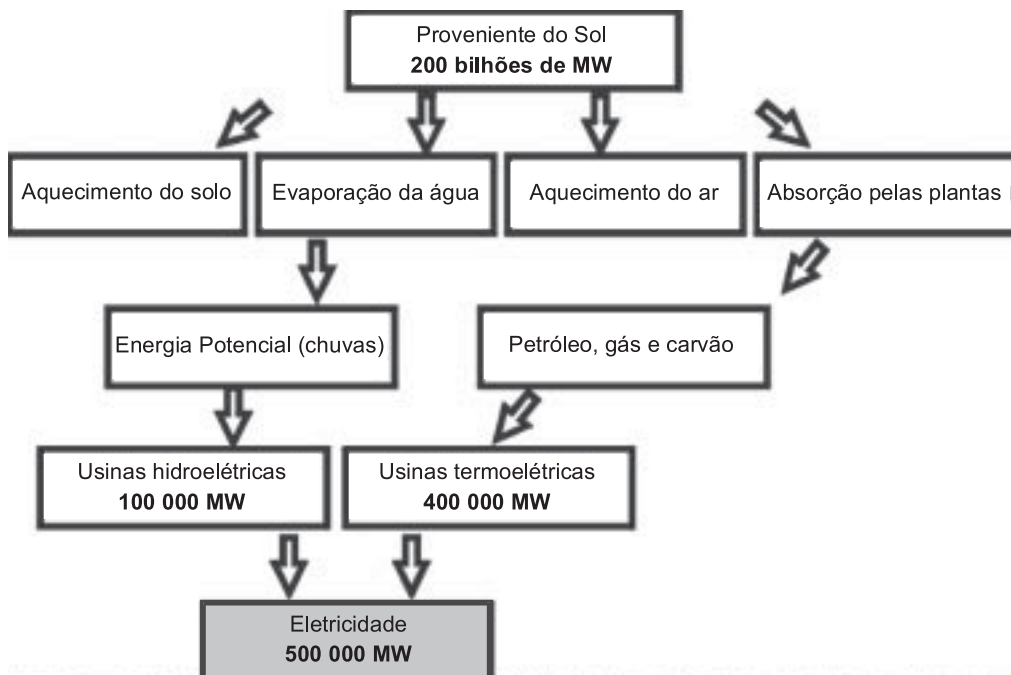 Proveniente do Sol
200 bilhões de MW
Aquecimento do solo
Evaporação da água
Aquecimento do ar
Absorção pelas plantas
Energia Potencial (chuvas)
Petróleo, gás e carvão
Usinas hidroelétricas
100 000 MW
Usinas termoelétricas
400 000 MW
Eletricidade
500 000 MW